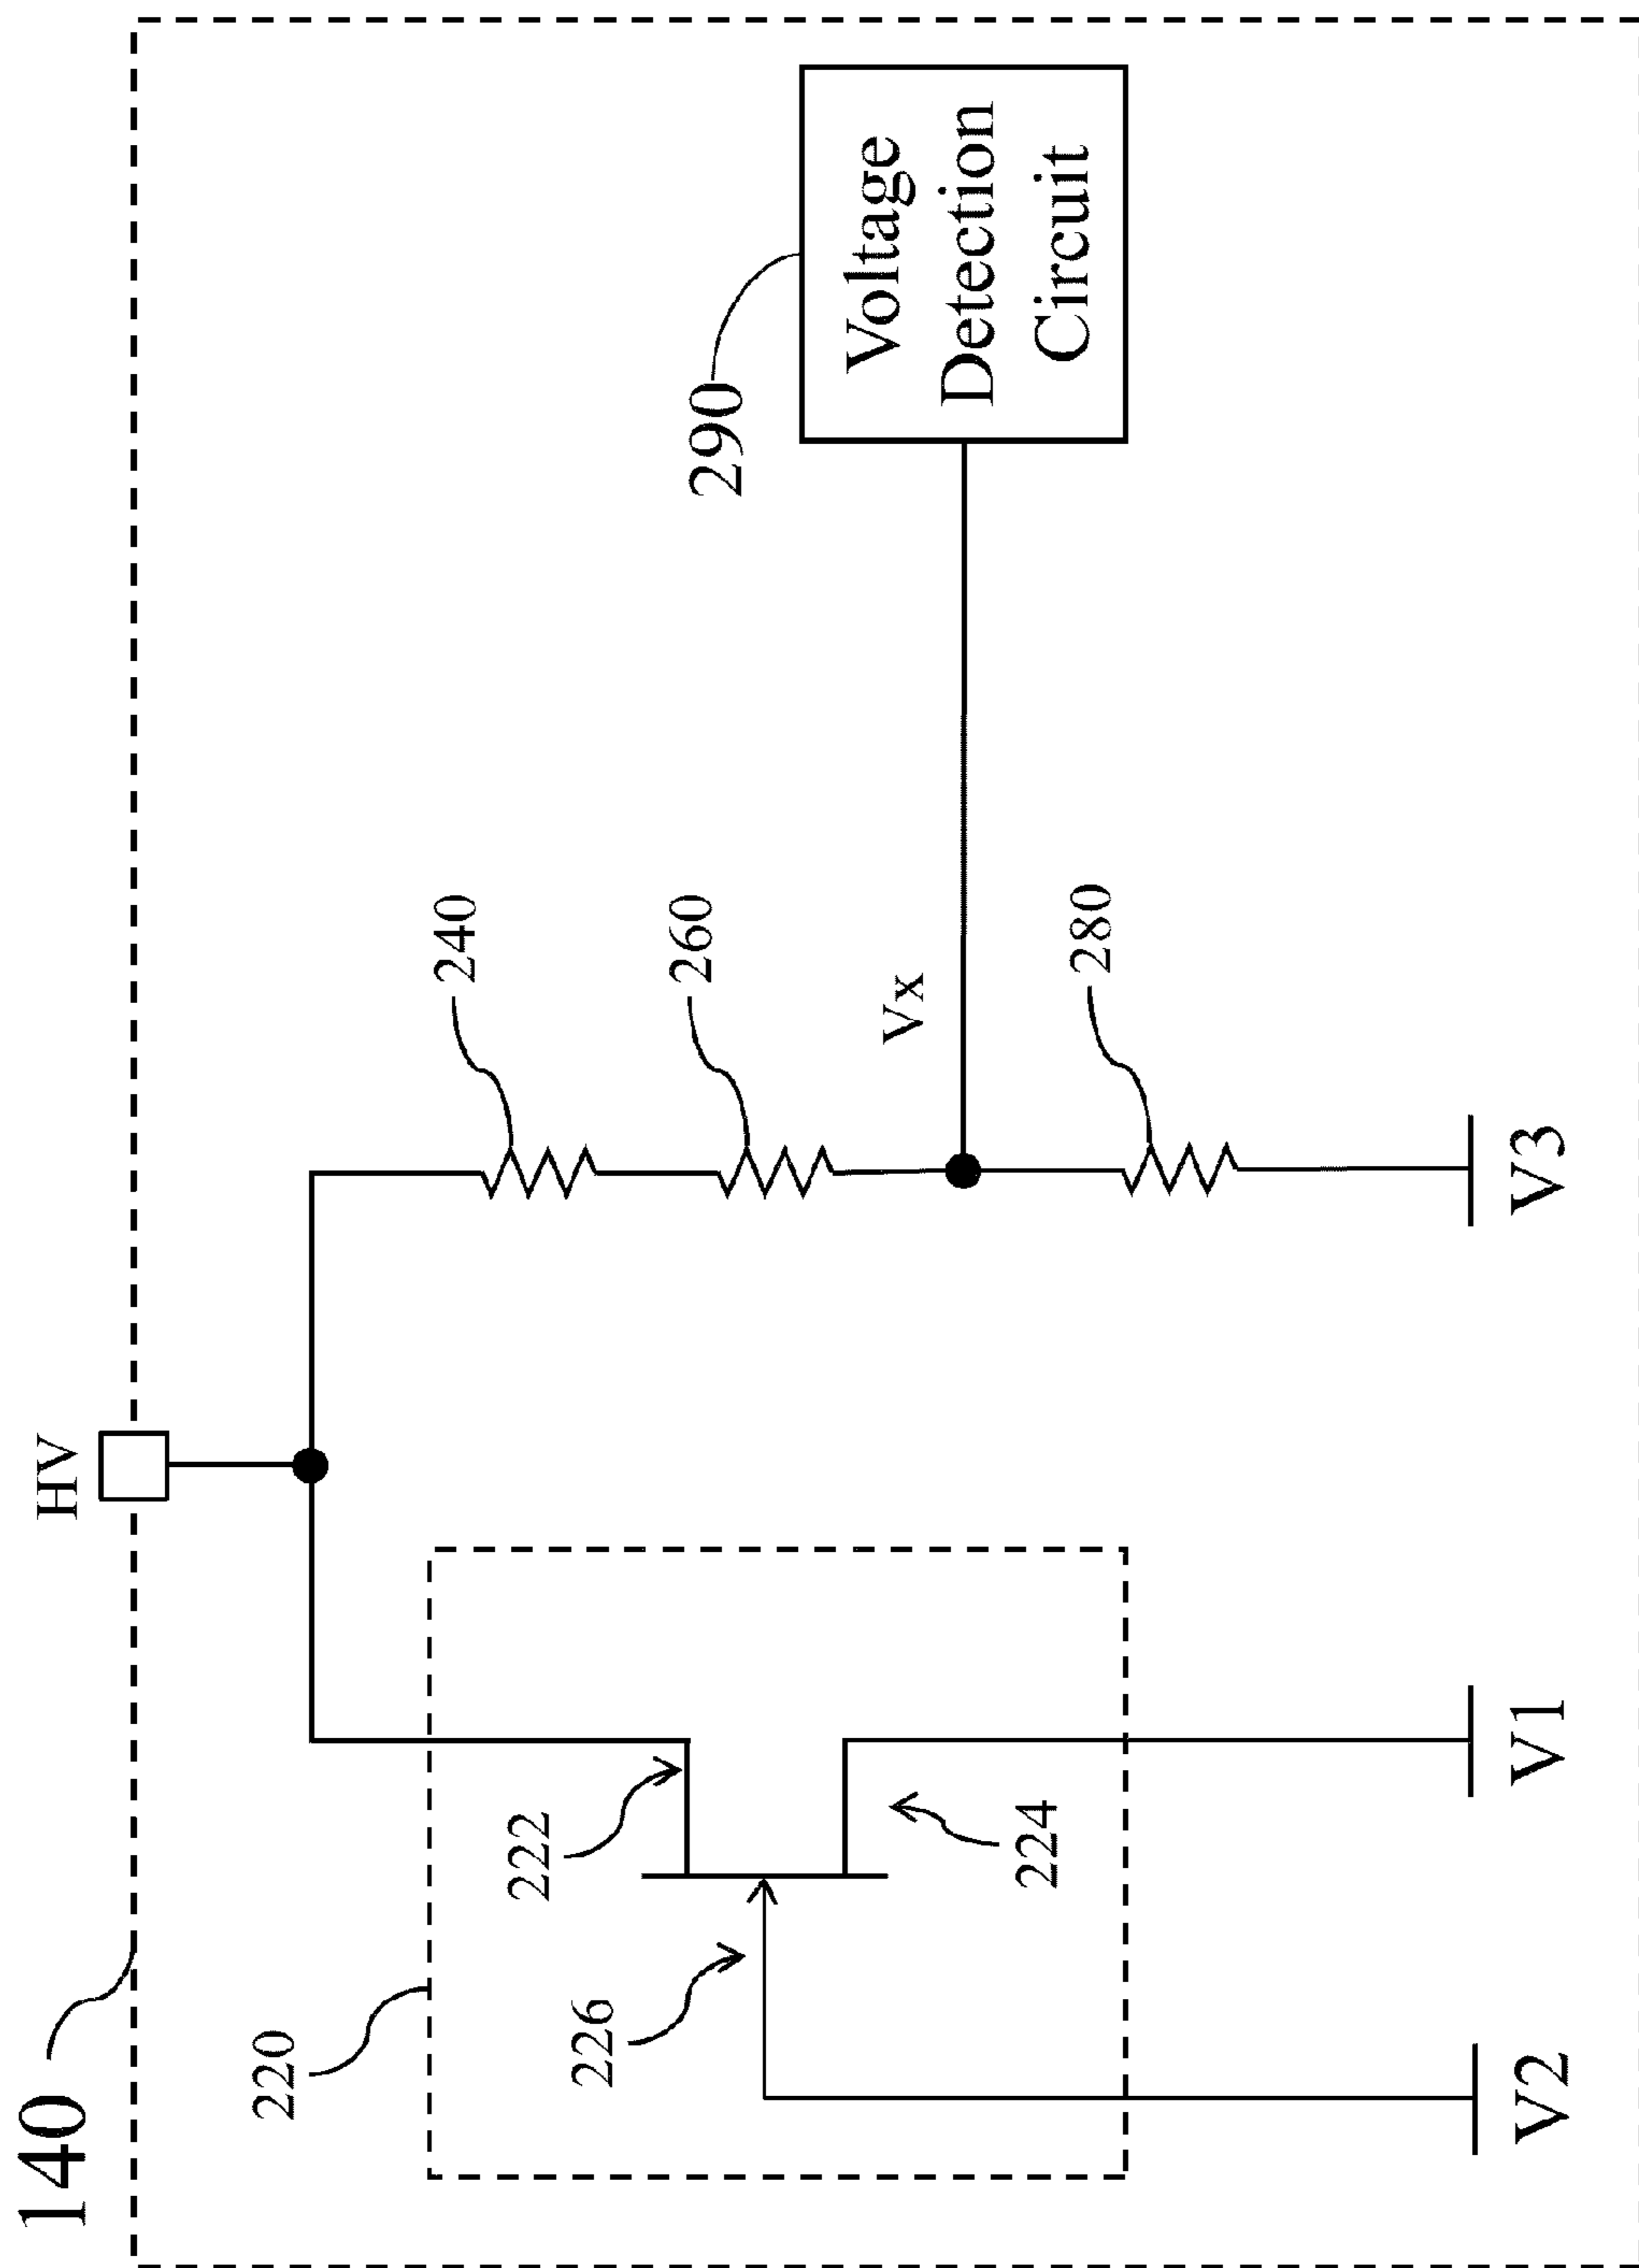 140
HV
220
222
226
224
240
260
Vx
280
290
Voltage
Detection
Circuit
V2
V1
V3